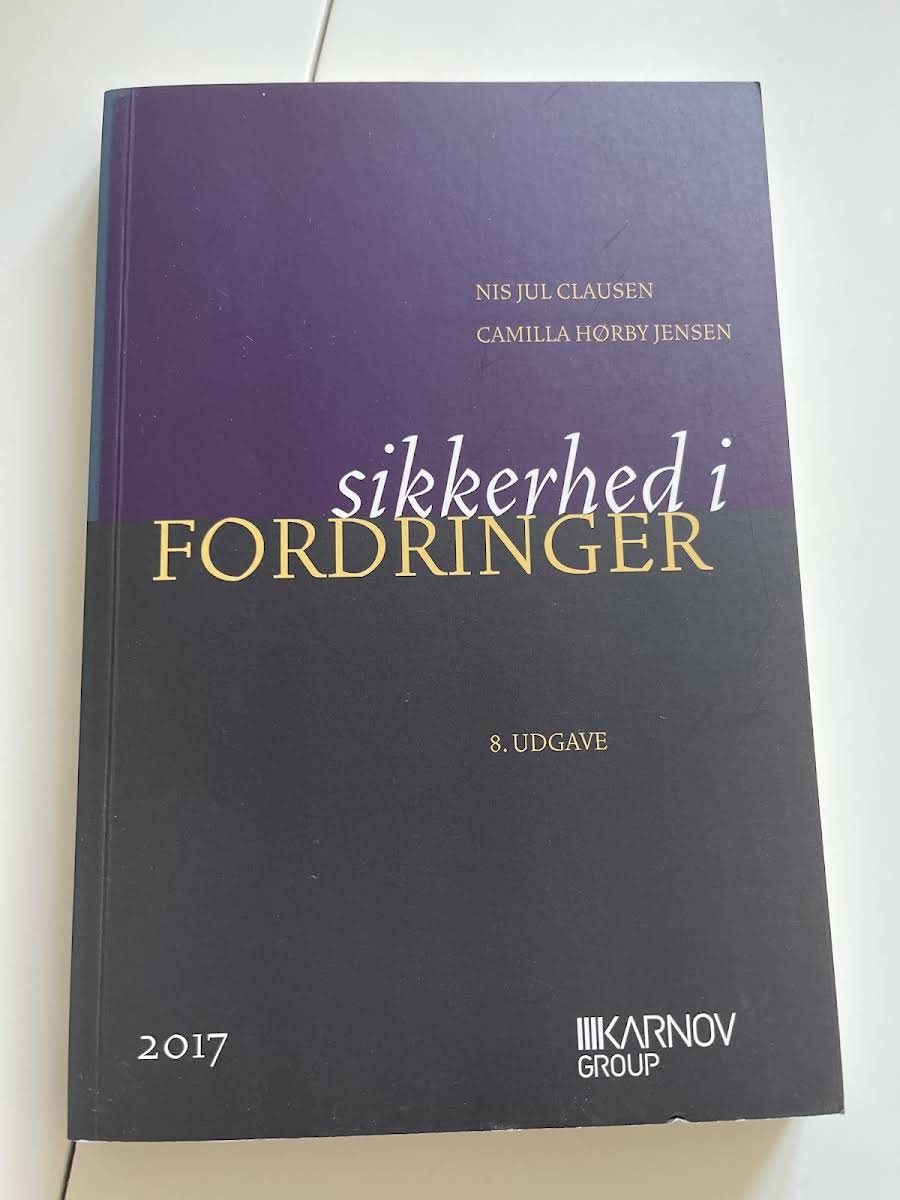 NIS JUL CLAUSEN
CAMILLA HØRBY JENSEN
sikkerhed i
FORDRINGER
8. UDGAVE
2017
KARNOV
GROUP